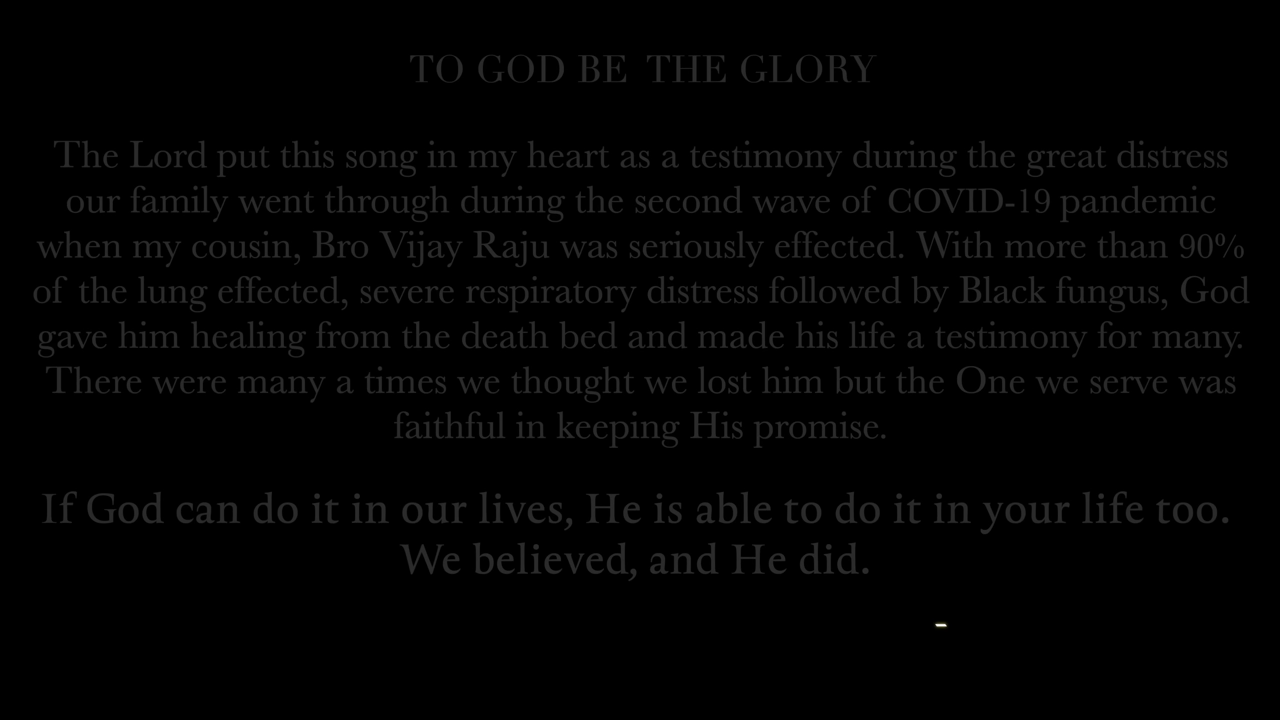 TO GOD BE THE GLORY
The Lord put this song in my heart as a testimony during the great distress
our family went through during the second wave of COVID-19 pandemic
when my cousin, Bro Vijay Raju was seriously effected. With more than 90%
of the lung effected, severe respiratory distress followed by Black fungus, God
gave him healing from the death bed and made his life a testimony for many.
There were many a times we thought we lost him but the One we serve was
faithful in keeping His promise.
If God can do it in our lives, He is able to do it in your life too.
We believed, and He did.
-